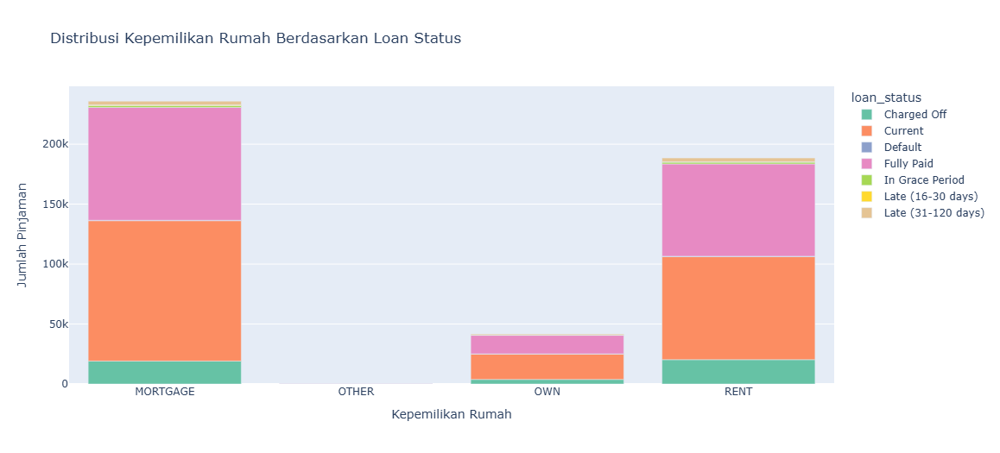 Distribusi Kepemilikan Rumah Berdasarkan Loan Status
loan_status
Charged Off
Current
Default
Fully Paid
In Grace Period
Late (16-30 days)
Late (31-120 days)
Jumlah Pinjaman
200k
150k
100k
50k
0
MORTGAGE
OTHER
OWN
RENT
Kepemilikan Rumah